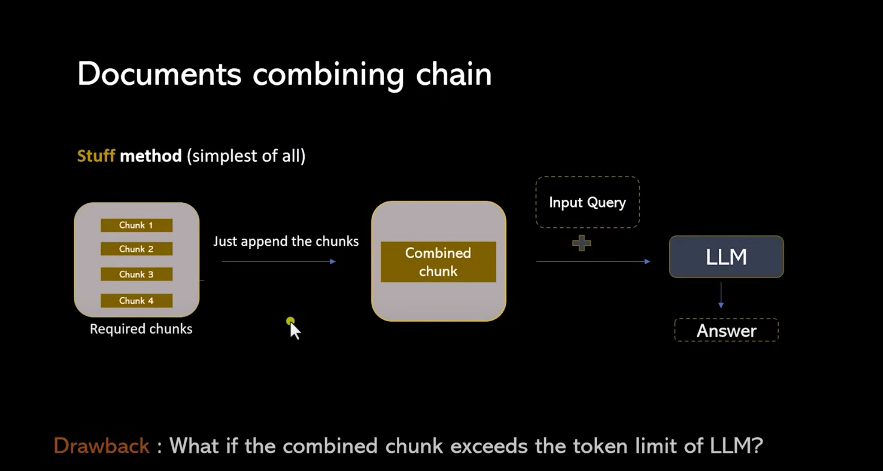 Documents combining chain
Stuff method (simplest of all)
Chunk 1
Chunk 2
Chunk 3
Chunk 4
Required chunks
Just append the chunks
Combined
chunk
Input Query
LLM
Answer
Drawback : What if the combined chunk exceeds the token limit of LLM?